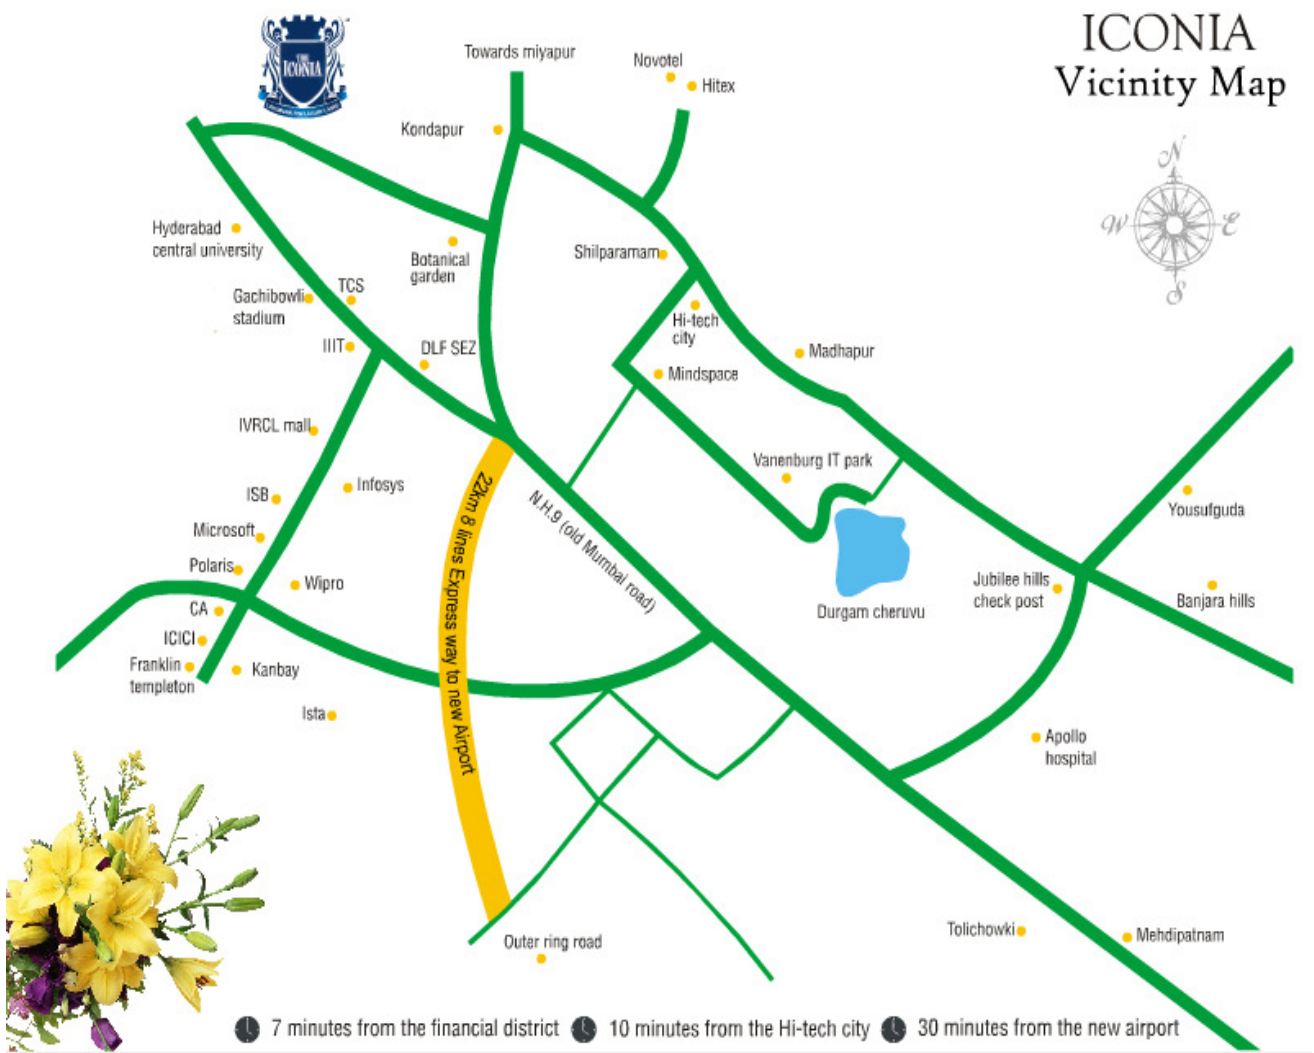 THE
ICONIA
ICONIA
Vicinity Map
N
W
E
S
Towards miyapur
Novotel
Hitex
Kondapur
Hyderabad
central university
Botanical
garden
Shilparamam
Gachibowli
stadium
TCS
IIIT
DLF SEZ
Hi-tech
city
Mindspace
Madhapur
IVRCL mall
ISB
Infosys
Vanenburg IT park
Yousufguda
Microsoft
Polaris
Wipro
CA
ICICI
Franklin
templeton
Kanbay
Ista
22km 8 lines Express way to new Airport
N.H.9 (old Mumbai road)
Durgam cheruvu
Jubilee hills
check post
Banjara hills
Apollo
hospital
Tolichowki
Mehdipatnam
Outer ring road
7 minutes from the financial district
10 minutes from the Hi-tech city
30 minutes from the new airport